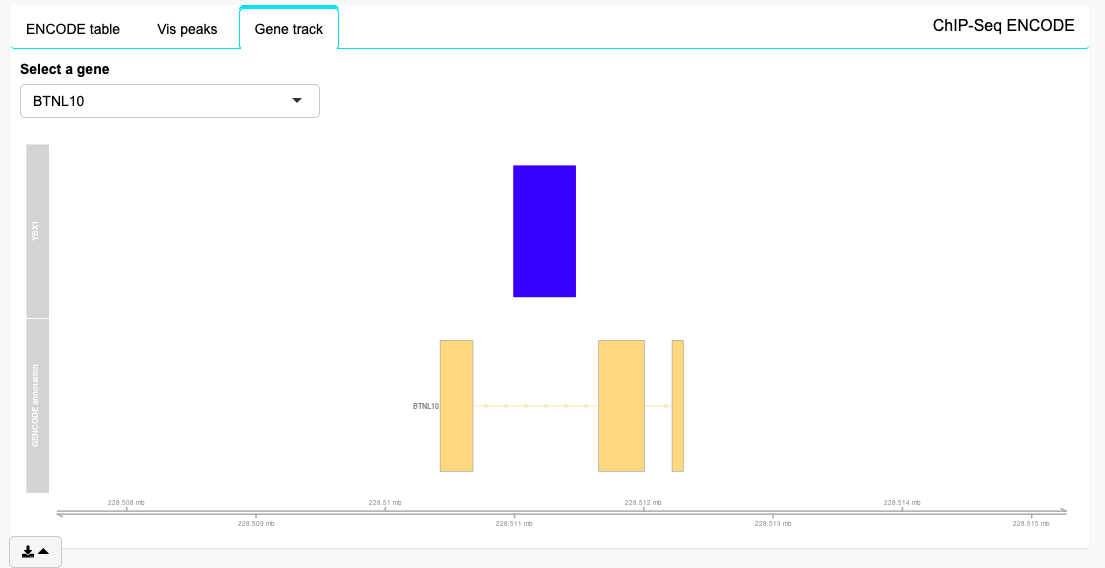 ENCODE table
Vis peaks
Gene track
ChIP-Seq ENCODE
Select a gene
BTNL10
YBX1
GENCODE annotation
BTNL10
228.508 mb
228.51 mb
228.512 mb
228.514 mb
228.509 mb
228.511 mb
228.513 mb
228.515 mb